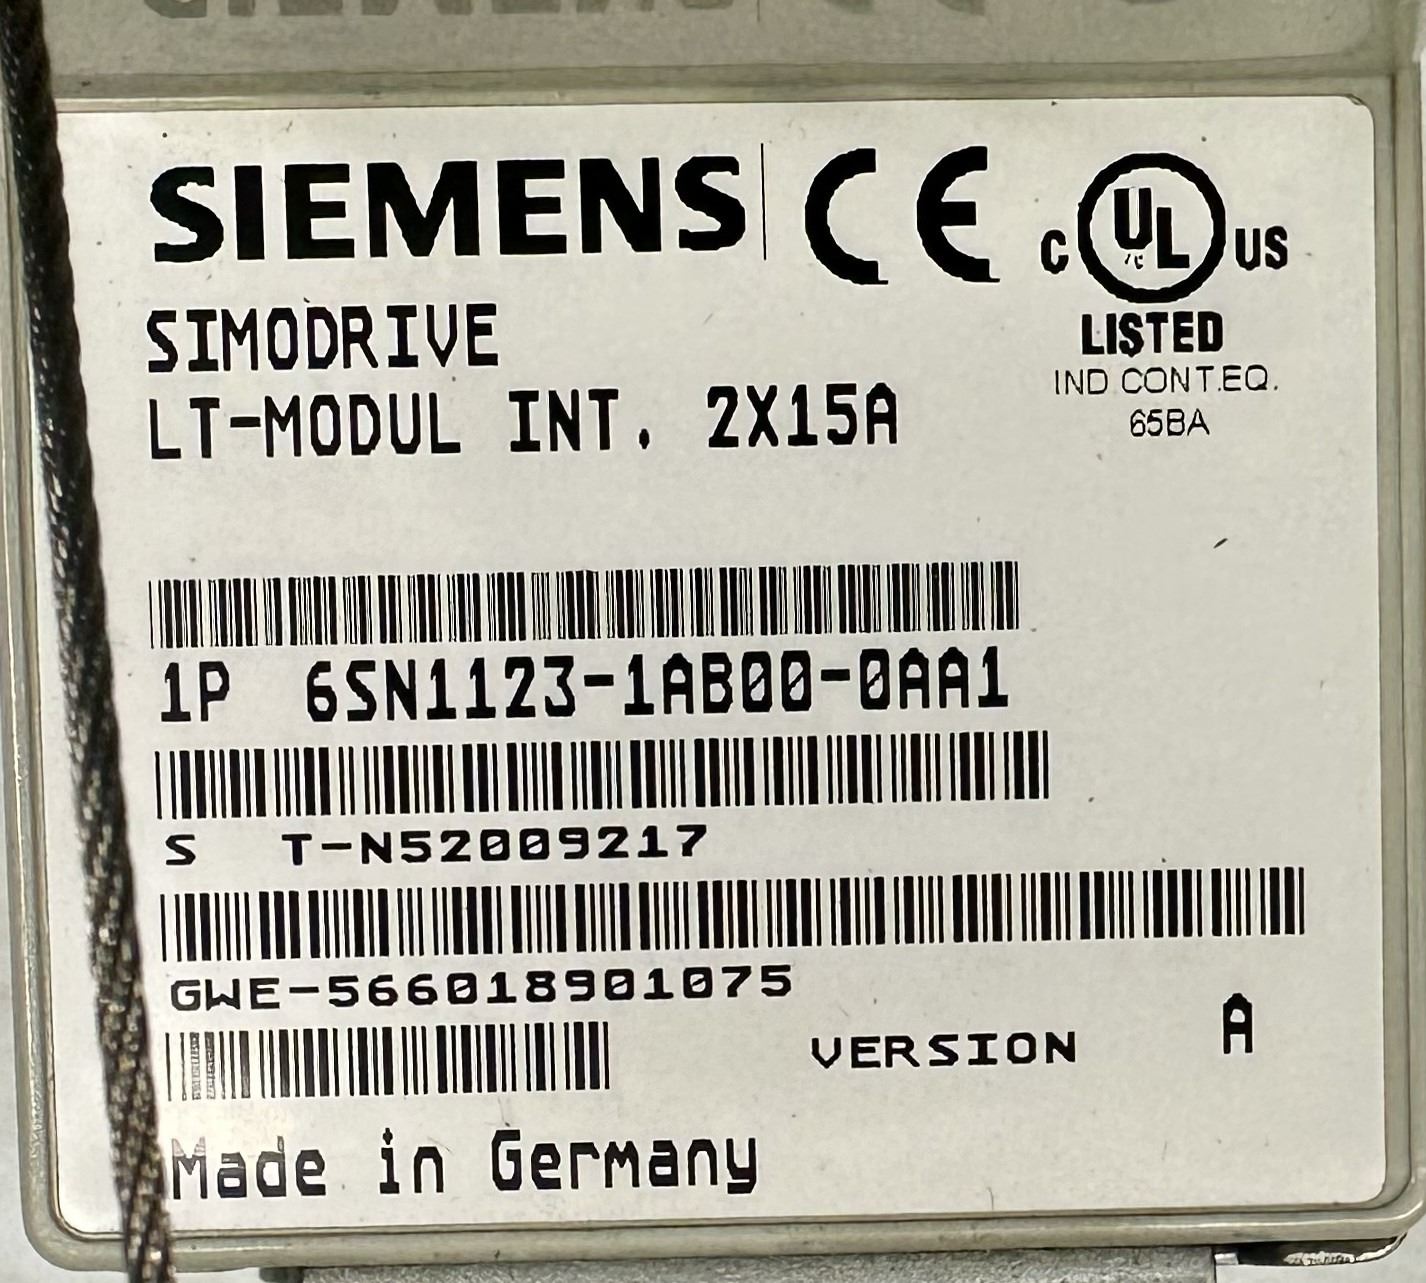 SIEMENS CE C UL US
LISTED
IND CONT.EQ.
65BA
SIMODRIVE
LT-MODUL INT. 2X15A
1P 6SN1123-1AB00-0AA1
S T-N52009217
GWE-566018901075
VERSION A
Made in Germany